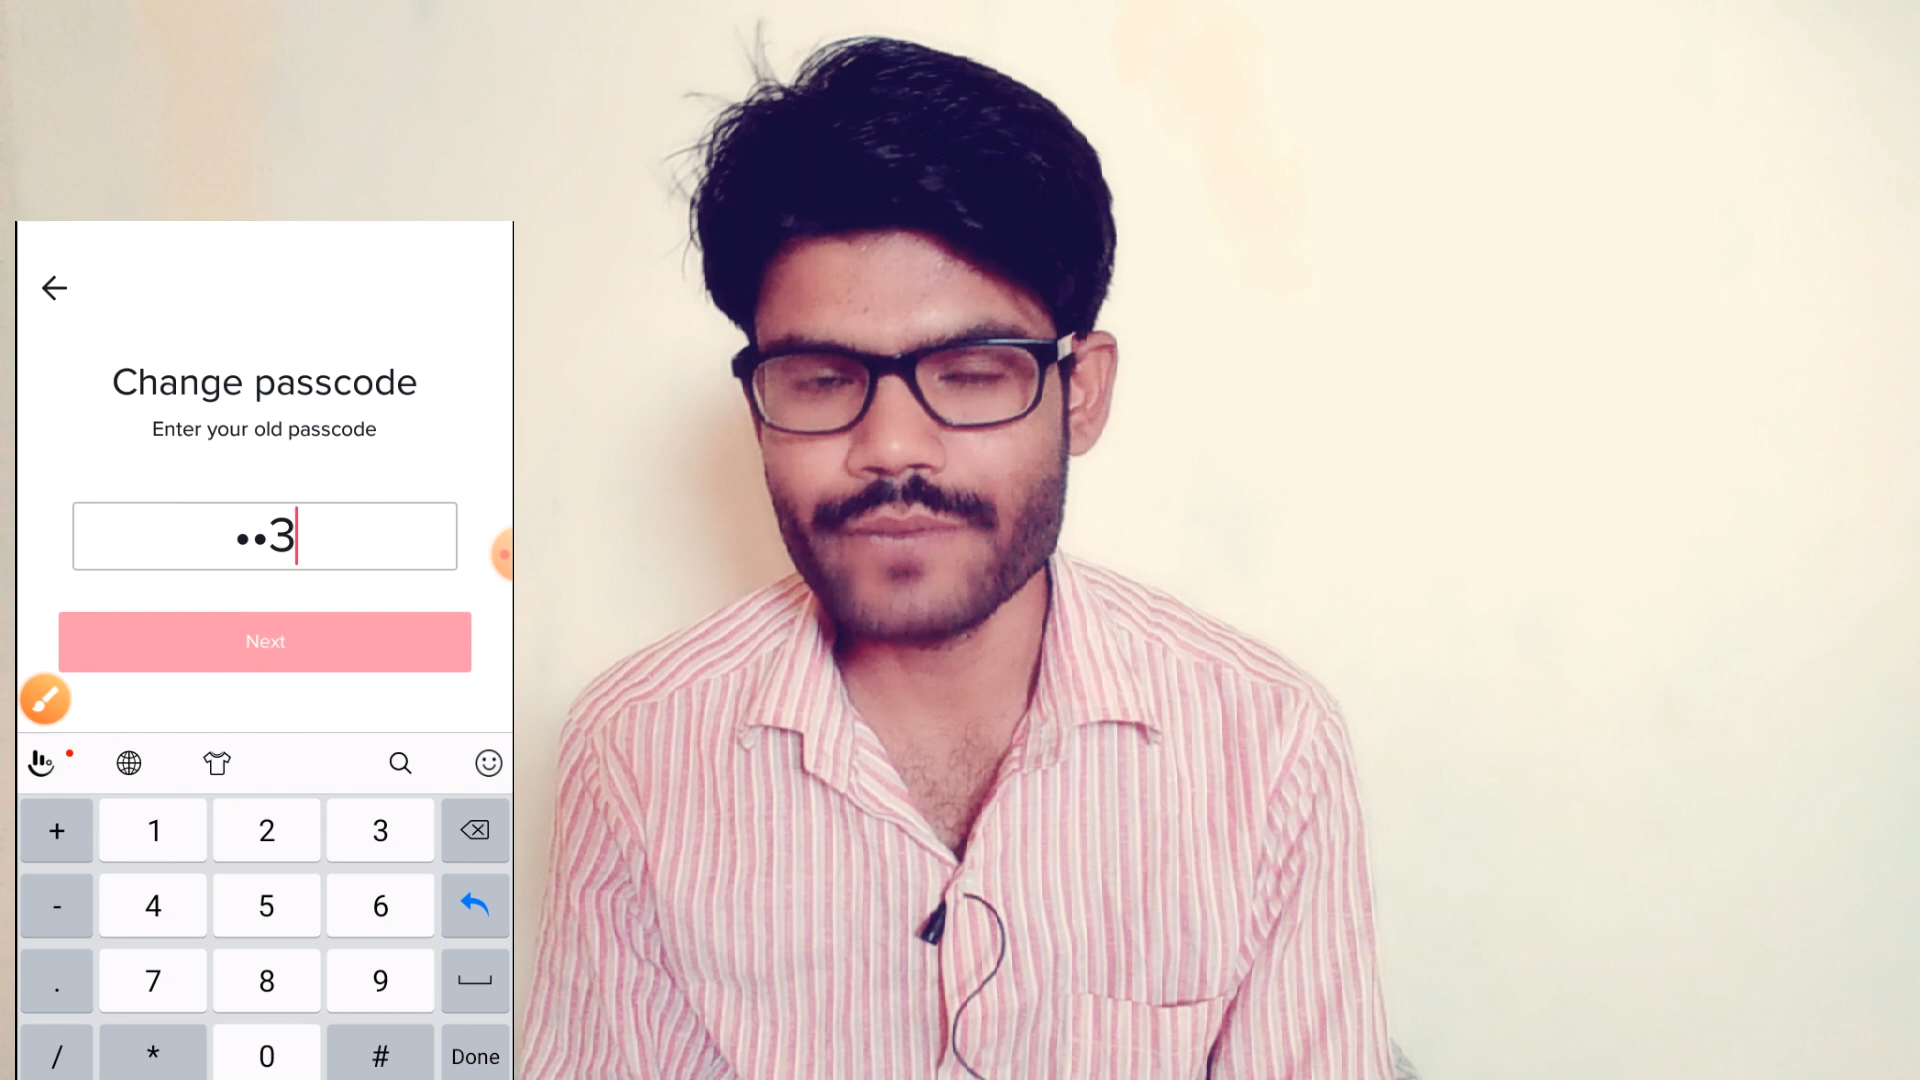 Change passcode
Enter your old passcode
••3
Next
+ 1 2 3
- 4 5 6
. 7 8 9
/ * 0 # Done